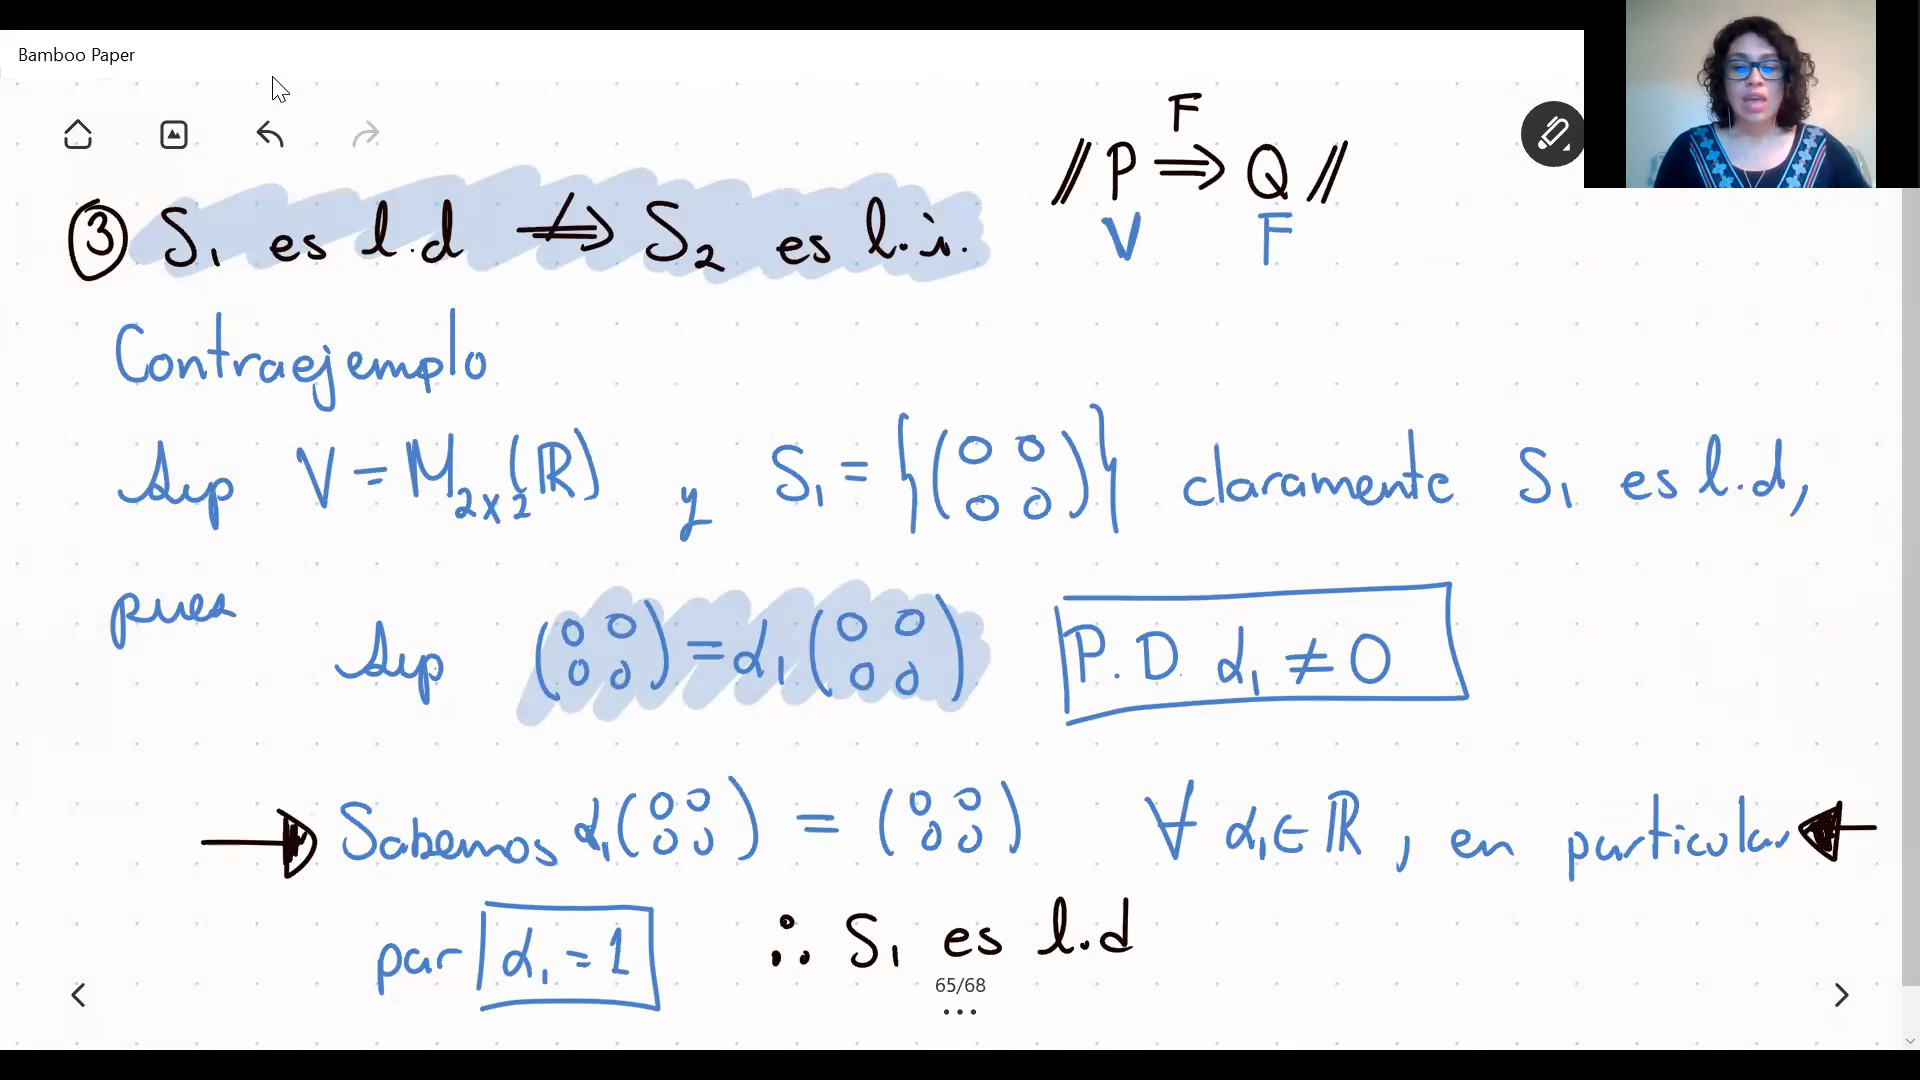 Bamboo Paper
F
// P ⟹ Q //
V F
③ S₁ es l.d ⇏ S₂ es l.i.
Contraejemplo
Sup V = M₂ₓ₂(ℝ) y S₁ = {(0 0 / 0 0)} claramente S₁ es l.d,
pues
Sup (0 0 / 0 0) = α₁(0 0 / 0 0) P.D. α₁ ≠ 0
Sabemos α₁(0 0 / 0 0) = (0 0 / 0 0) ∀ α₁ ∈ ℝ, en particular
par α₁ = 1 ∴ S₁ es l.d
65/68